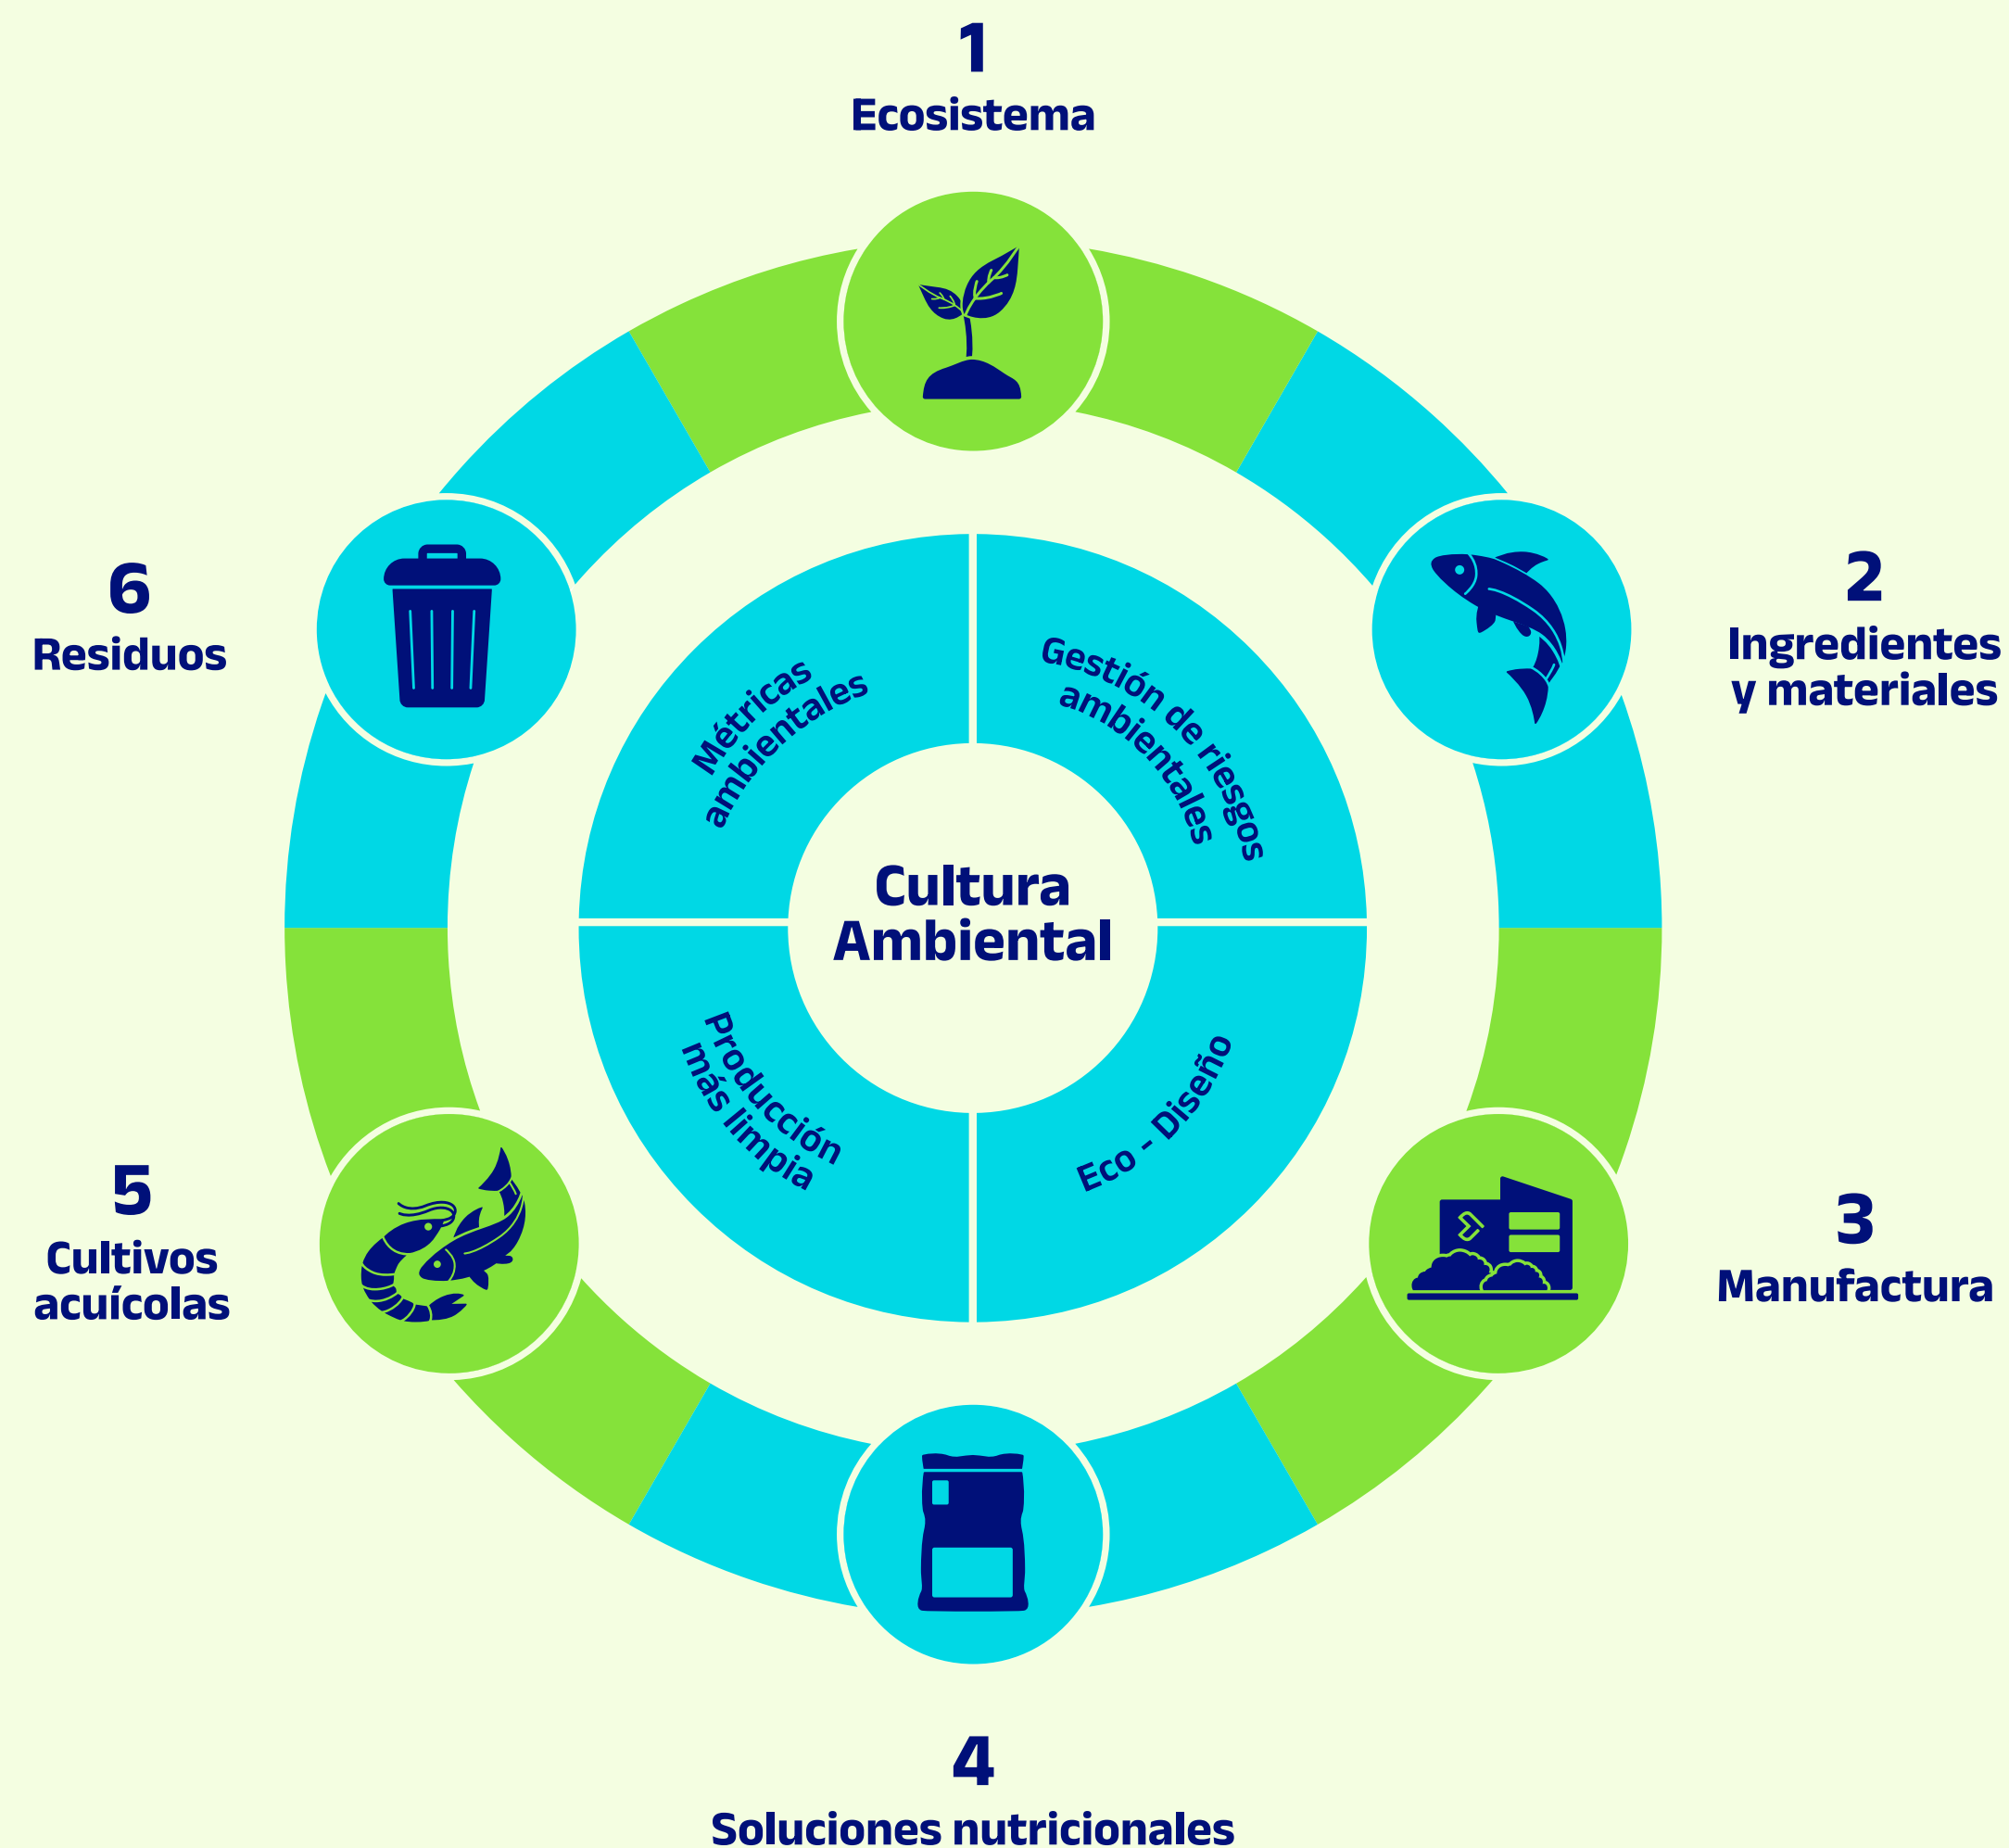 1
Ecosistema
2
Ingredientes
y materiales
3
Manufactura
4
Soluciones nutricionales
5
Cultivos
acuícolas
6
Residuos
Métricas
ambientales
Gestión de riesgos
ambientales
Cultura
Ambiental
Producción
más limpia
Eco - Diseño